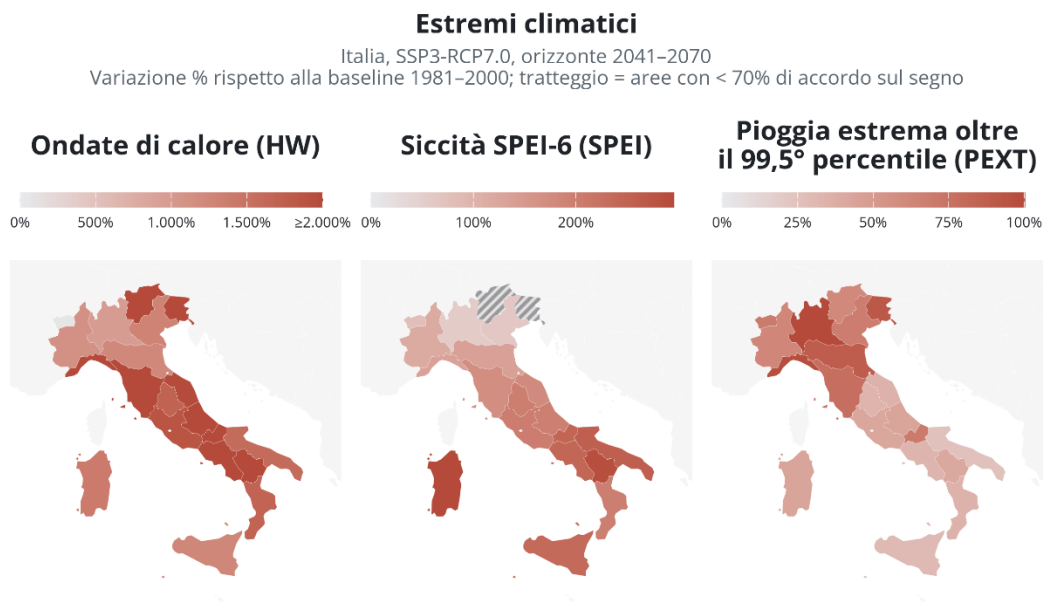 Estremi climatici
Italia, SSP3-RCP7.0, orizzonte 2041–2070
Variazione % rispetto alla baseline 1981–2000; tratteggio = aree con < 70% di accordo sul segno
Ondate di calore (HW)
0% 500% 1.000% 1.500% ≥2.000%
Siccità SPEI-6 (SPEI)
0% 100% 200%
Pioggia estrema oltre
il 99,5° percentile (PEXT)
0% 25% 50% 75% 100%